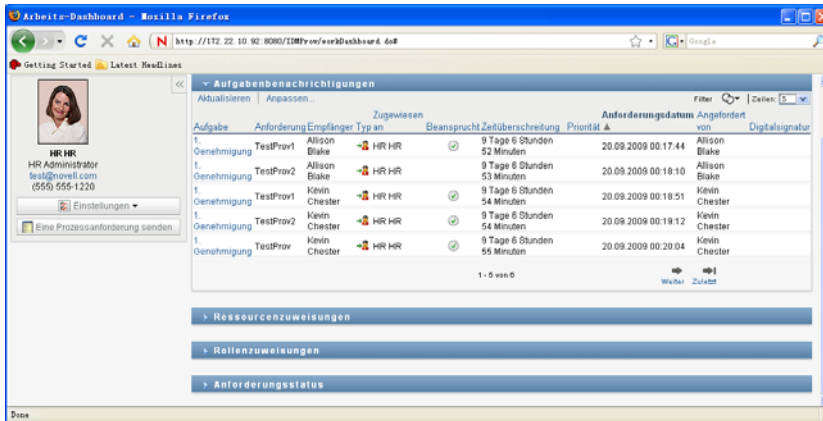 Arbeits-Dashboard - Mozilla Firefox
http://172.22.10.92:8080/IDMProv/workDashboard.do#
Google
Getting Started Latest Headlines
HR HR
HR Administrator
test@novell.com
(555) 555-1220
Einstellungen
Eine Prozessanforderung senden
Aufgabenbenachrichtigungen
Aktualisieren | Anpassen...
Filter Zeilen: 5
Aufgabe Anforderung Empfänger Typ Zugewiesen an Beansprucht Zeitüberschreitung Priorität Anforderungsdatum Angefordert von Digitalsignatur
1. Genehmigung TestProv1 Allison Blake HR HR 9 Tage 6 Stunden 52 Minuten 20.09.2009 00:17:44 Allison Blake
1. Genehmigung TestProv2 Allison Blake HR HR 9 Tage 6 Stunden 53 Minuten 20.09.2009 00:18:10 Allison Blake
1. Genehmigung TestProv1 Kevin Chester HR HR 9 Tage 6 Stunden 54 Minuten 20.09.2009 00:18:51 Kevin Chester
1. Genehmigung TestProv2 Kevin Chester HR HR 9 Tage 6 Stunden 54 Minuten 20.09.2009 00:19:12 Kevin Chester
1. Genehmigung TestProv Kevin Chester HR HR 9 Tage 6 Stunden 55 Minuten 20.09.2009 00:20:04 Kevin Chester
Weiter Zuletzt
Ressourcenzuweisungen
Rollenzuweisungen
Anforderungsstatus
Done